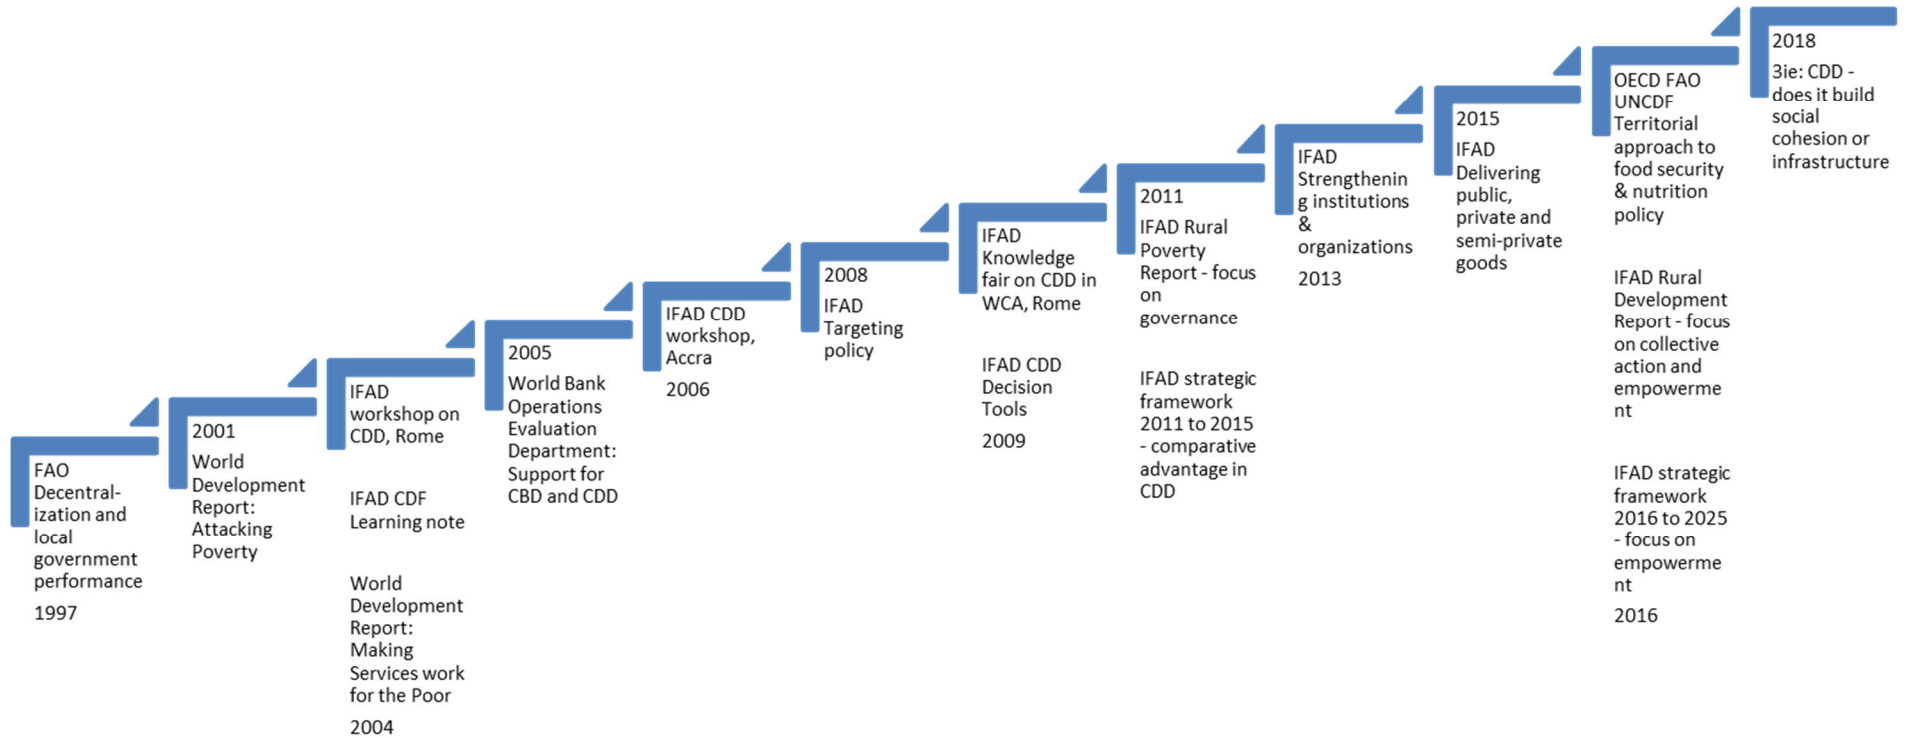 FAO
Decentral-
ization and
local
government
performance
1997
2001
World
Development
Report:
Attacking
Poverty
IFAD
workshop on
CDD, Rome
IFAD CDF
Learning note
World
Development
Report:
Making
Services work
for the Poor
2004
2005
World Bank
Operations
Evaluation
Department:
Support for
CBD and CDD
IFAD CDD
workshop,
Accra
2006
2008
IFAD
Targeting
policy
IFAD
Knowledge
fair on CDD in
WCA, Rome
IFAD CDD
Decision
Tools
2009
2011
IFAD Rural
Poverty
Report - focus
on
governance
IFAD strategic
framework
2011 to 2015
- comparative
advantage in
CDD
IFAD
Strengthenin
g institutions
&
organizations
2013
2015
IFAD
Delivering
public,
private and
semi-private
goods
OECD FAO
UNCDF
Territorial
approach to
food security
& nutrition
policy
IFAD Rural
Development
Report - focus
on collective
action and
empowerme
nt
IFAD strategic
framework
2016 to 2025
- focus on
empowerme
nt
2016
2018
3ie: CDD -
does it build
social
cohesion or
infrastructure